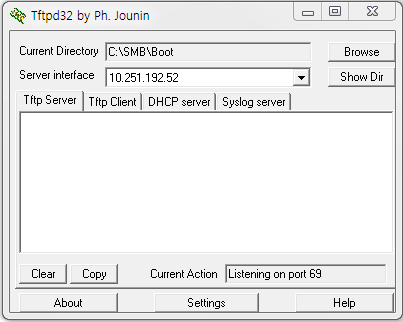 Tftpd32 by Ph. Jounin
Current Directory C:\SMB\Boot Browse
Server interface 10.251.192.52 Show Dir
Tftp Server Tftp Client DHCP server Syslog server
Clear Copy Current Action Listening on port 69
About Settings Help